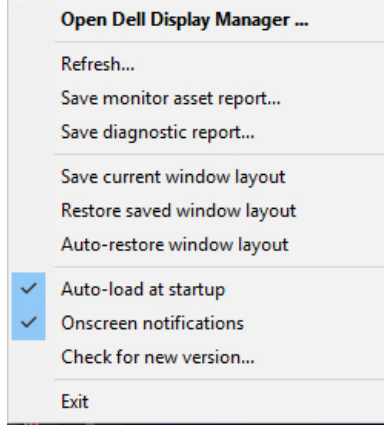 Open Dell Display Manager ...
Refresh...
Save monitor asset report...
Save diagnostic report...
Save current window layout
Restore saved window layout
Auto-restore window layout
Auto-load at startup
Onscreen notifications
Check for new version...
Exit